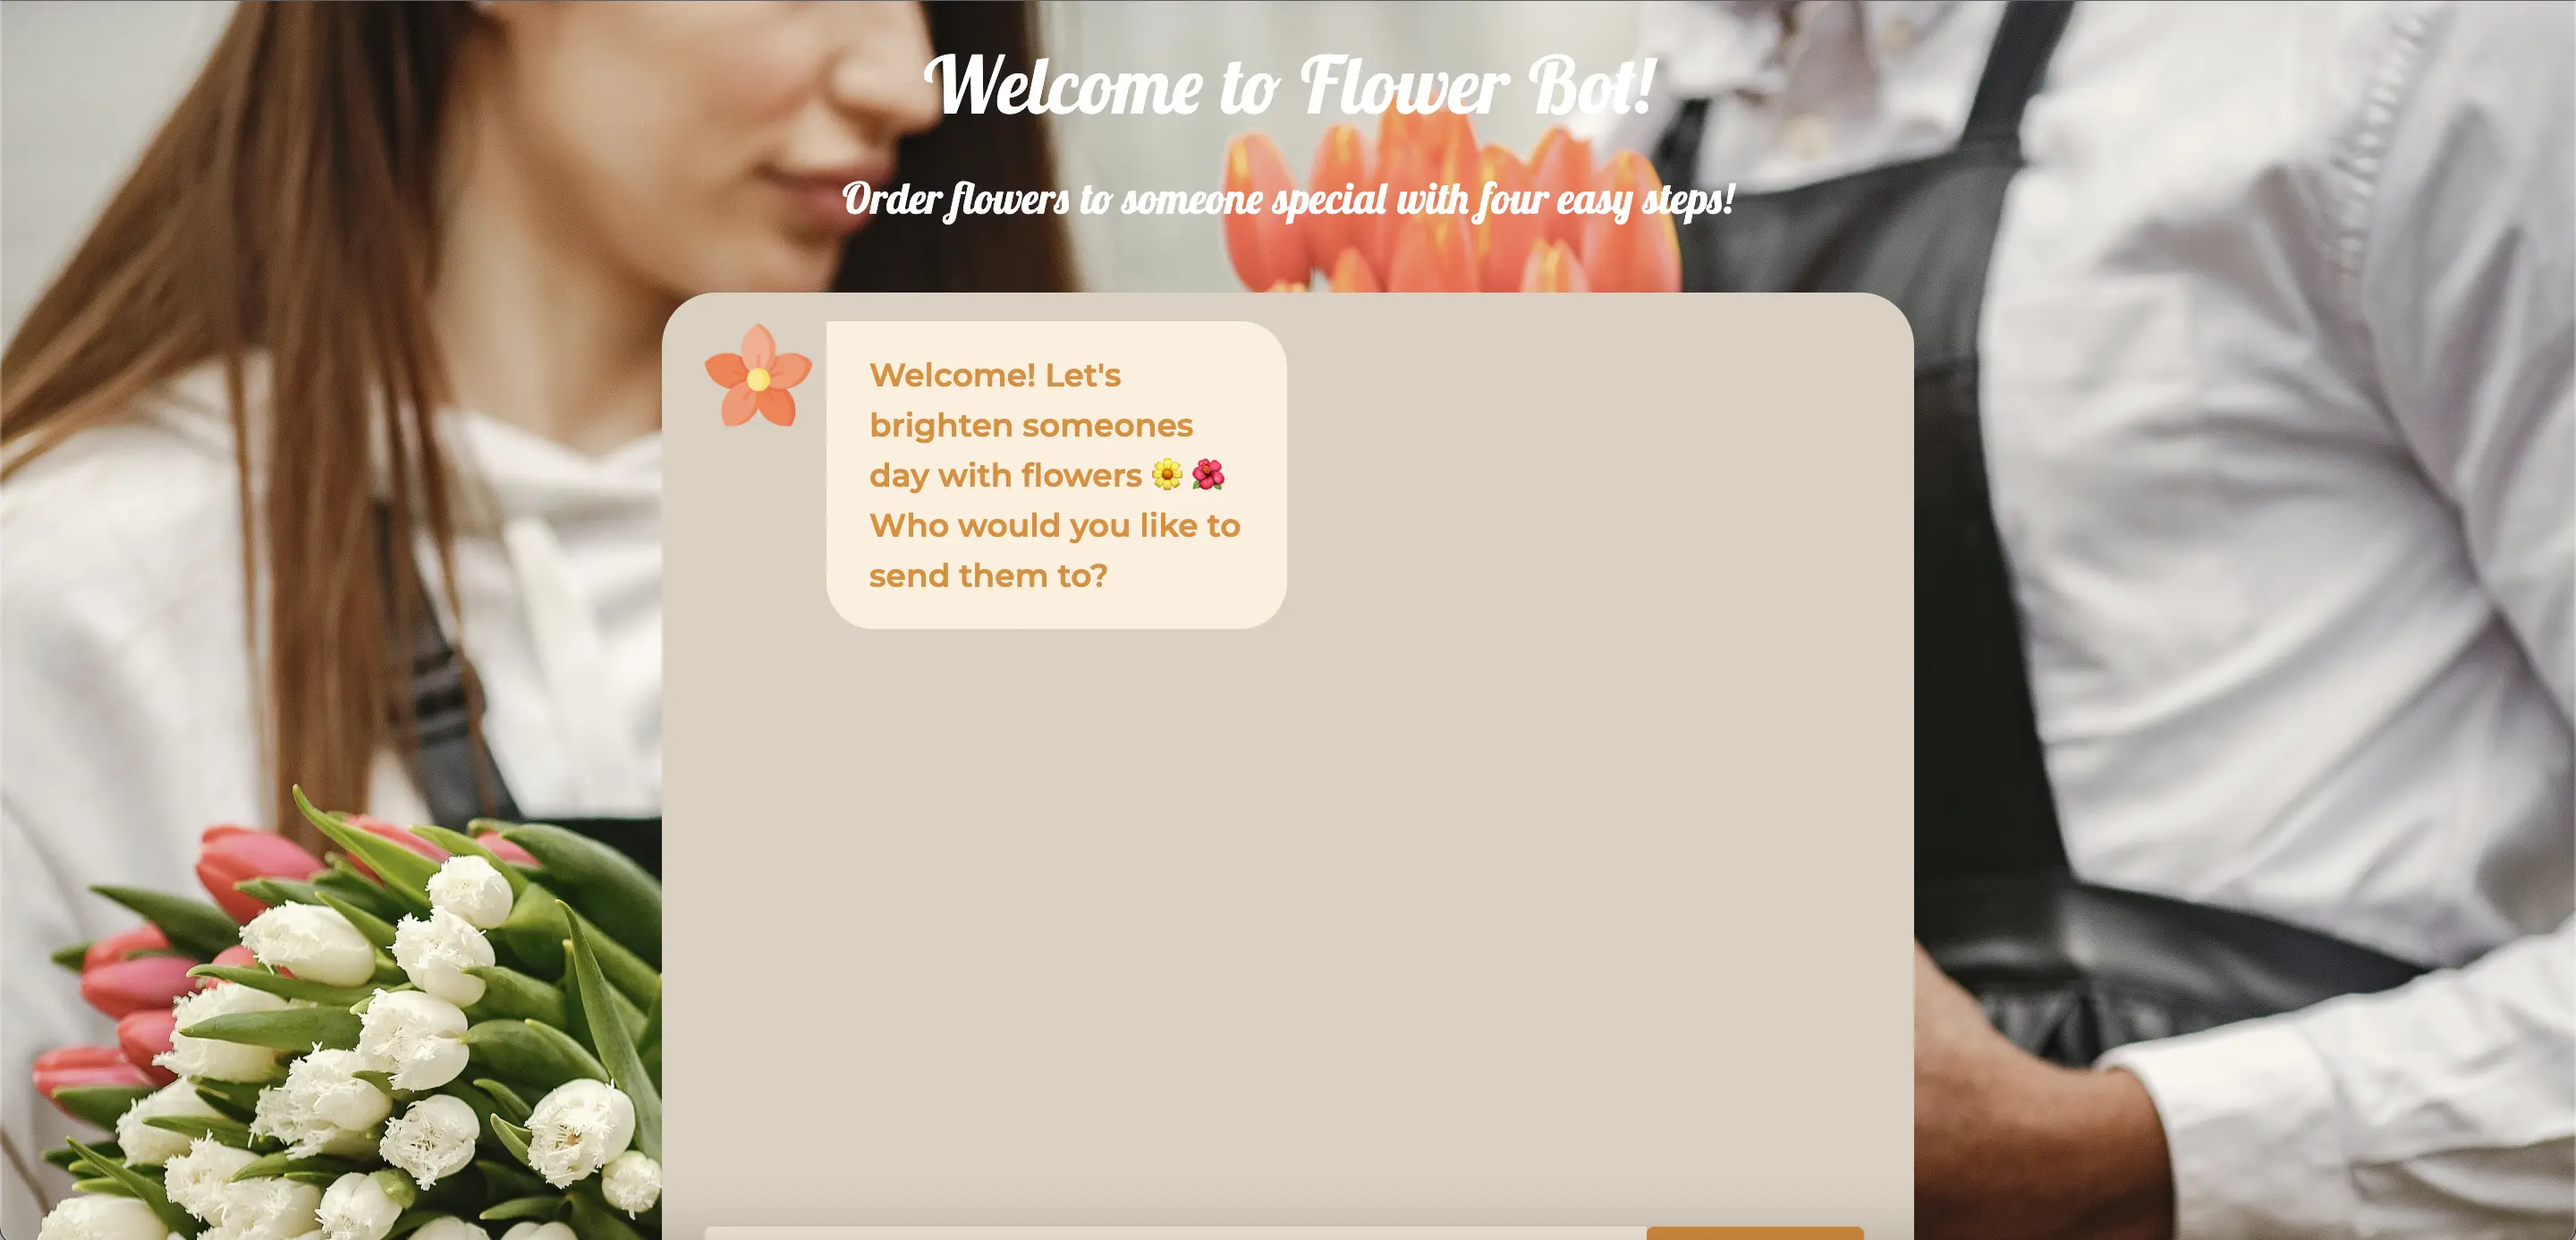 Welcome to Flower Bot!
Order flowers to someone special with four easy steps!
Welcome! Let's
brighten someones
day with flowers 🌼🌺
Who would you like to
send them to?